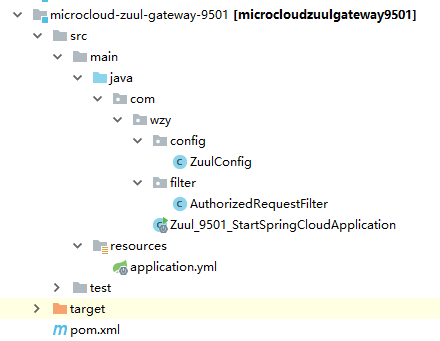 microcloud-zuul-gateway-9501 [microcloudzuulgateway9501]
src
main
java
com
wzy
config
ZuulConfig
filter
AuthorizedRequestFilter
Zuul_9501_StartSpringCloudApplication
resources
application.yml
test
target
pom.xml